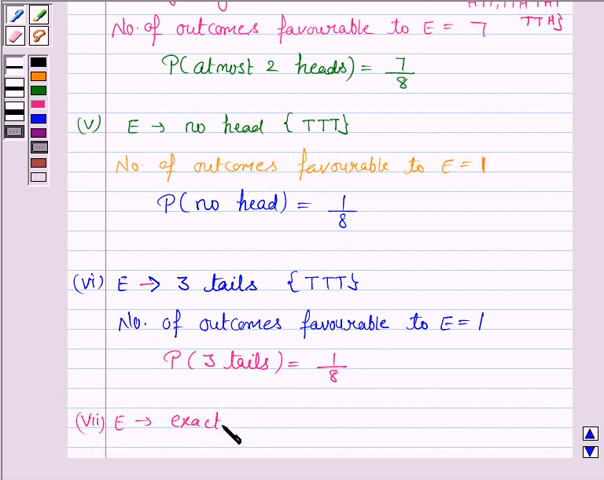 No. of outcomes favourable to E = 7 TTH}
P(atmost 2 heads) = 7/8
(v) E → no head {TTT}
No. of outcomes favourable to E = 1
P(no head) = 1/8
(vi) E → 3 tails {TTT}
No. of outcomes favourable to E = 1
P(3 tails) = 1/8
(vii) E → exact